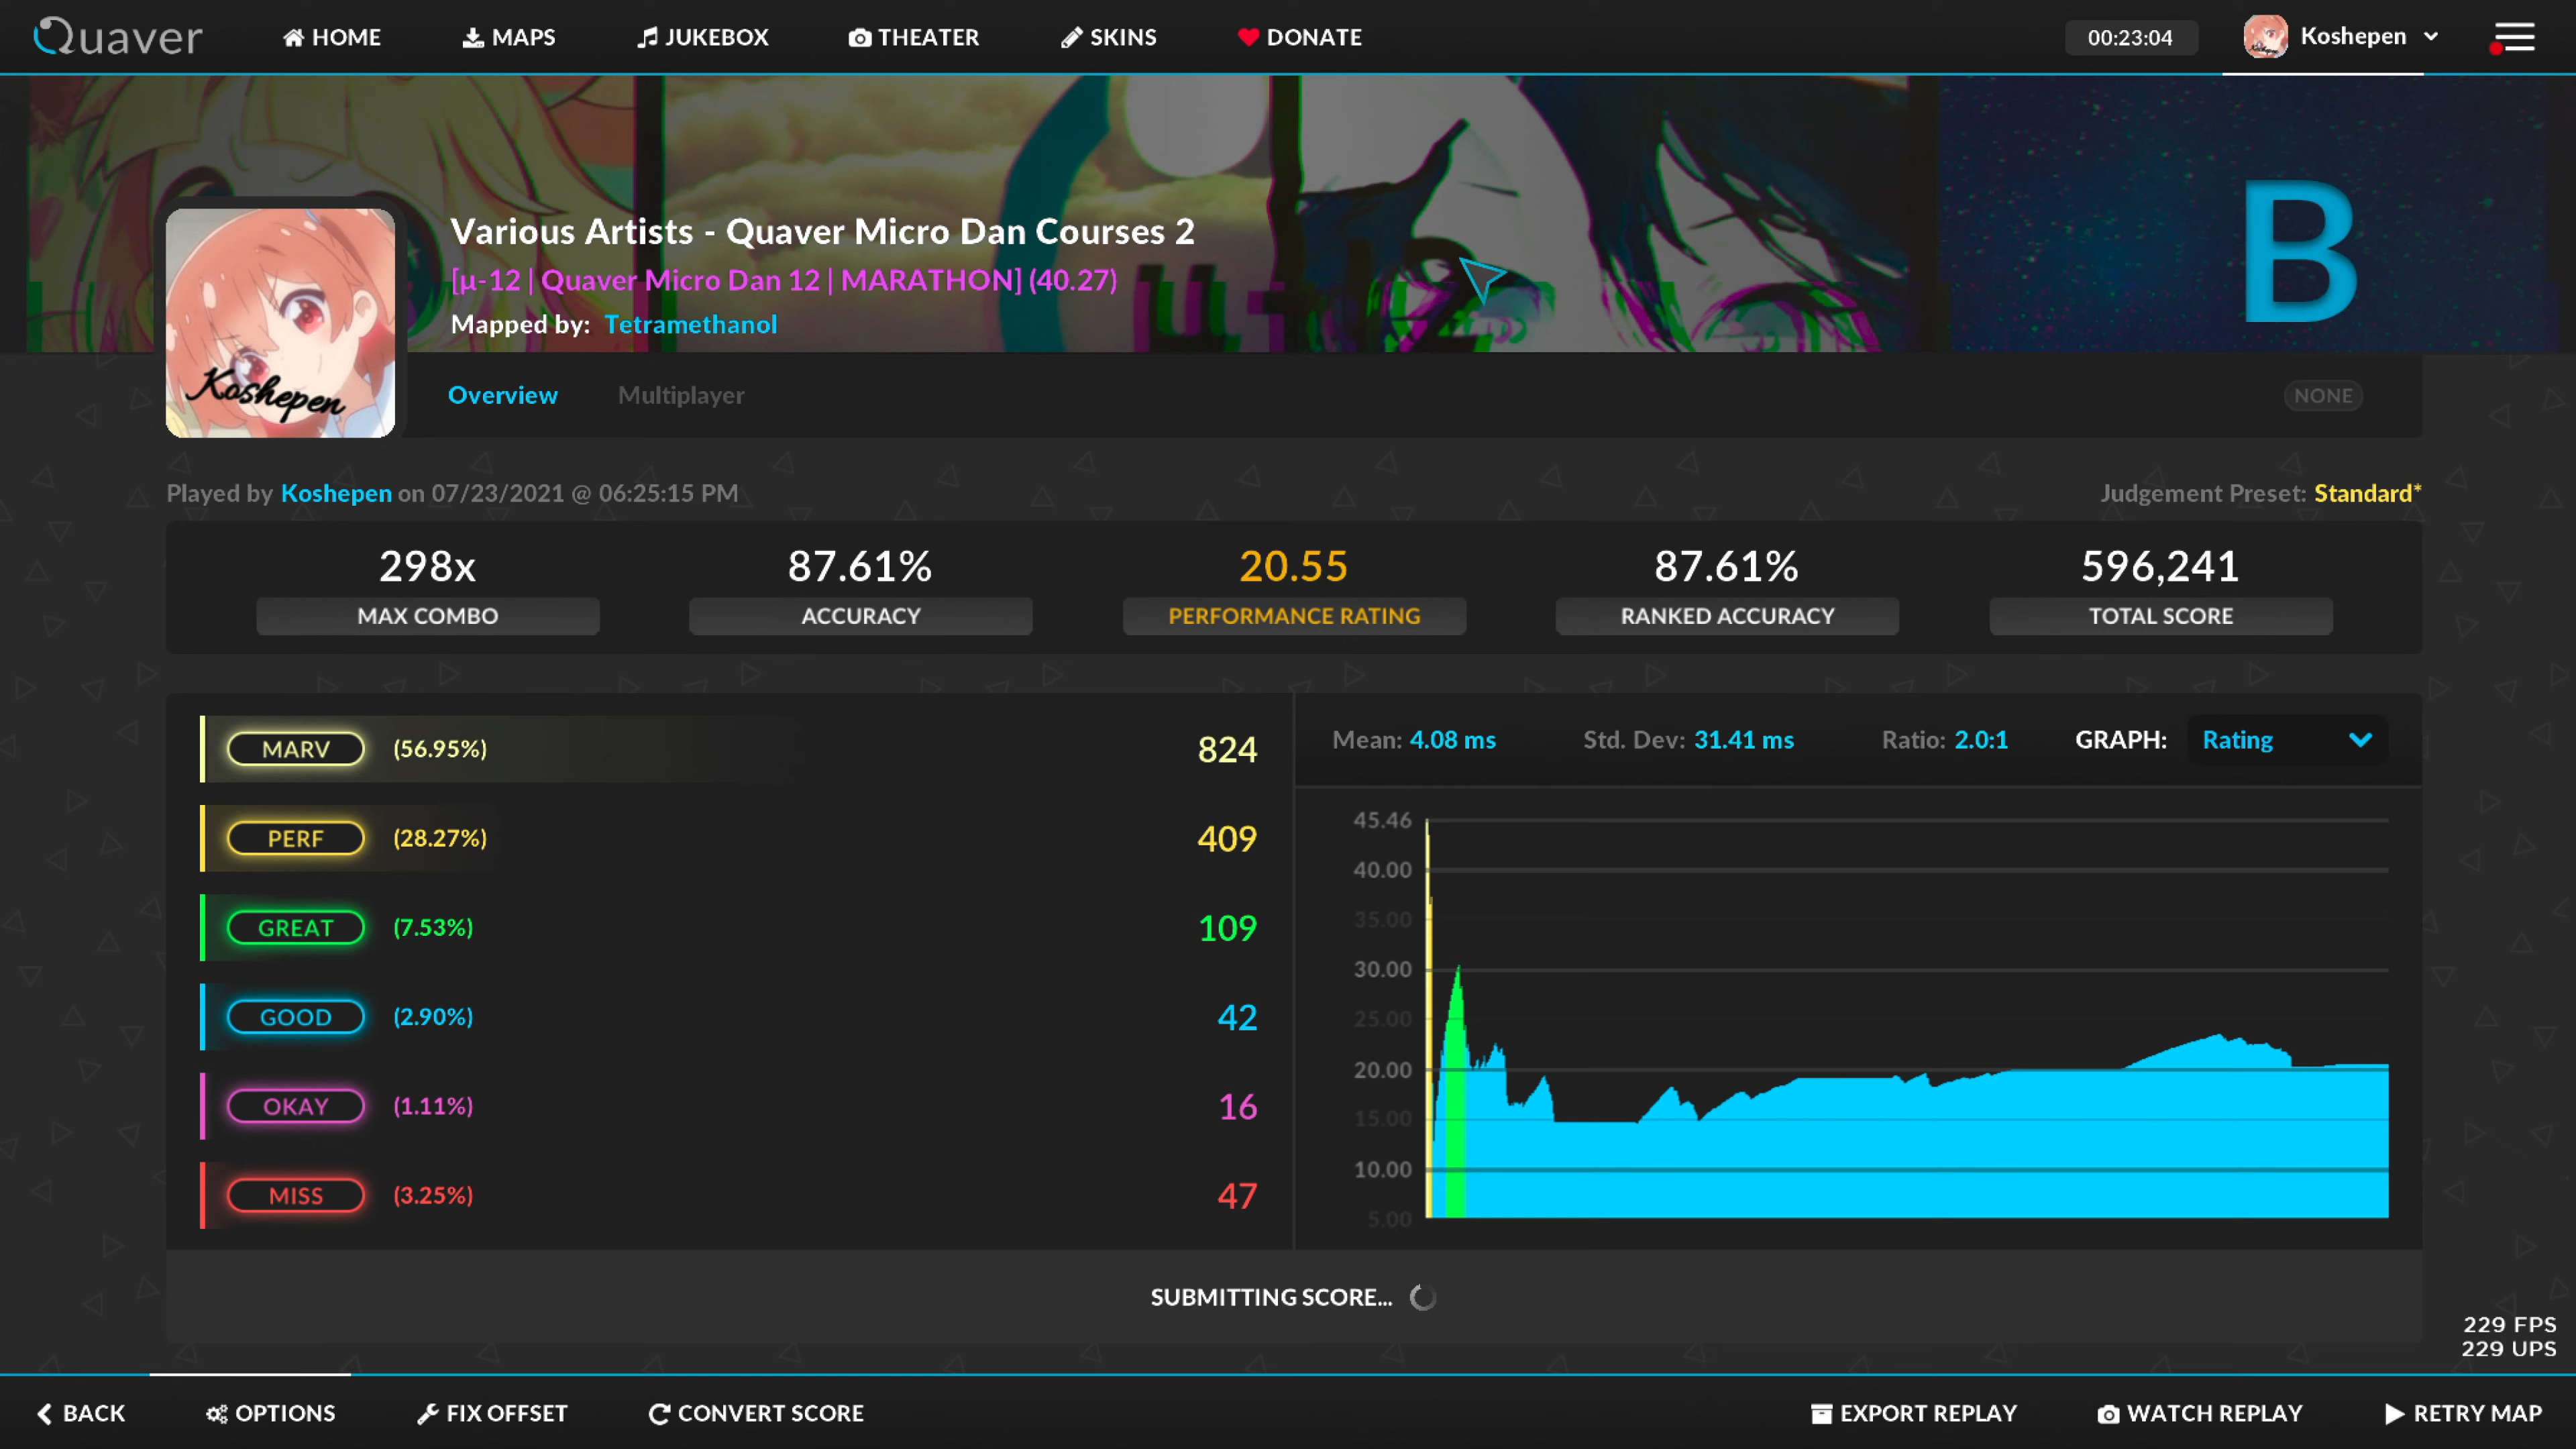 Quaver HOME MAPS JUKEBOX THEATER SKINS DONATE 00:23:04 Koshepen
Various Artists - Quaver Micro Dan Courses 2
[μ-12 | Quaver Micro Dan 12 | MARATHON] (40.27)
Mapped by: Tetramethanol
B
Koshepen
Overview Multiplayer NONE
Played by Koshepen on 07/23/2021 @ 06:25:15 PM Judgement Preset: Standard*
298x 87.61% 20.55 87.61% 596,241
MAX COMBO ACCURACY PERFORMANCE RATING RANKED ACCURACY TOTAL SCORE
MARV (56.95%) 824
PERF (28.27%) 409
GREAT (7.53%) 109
GOOD (2.90%) 42
OKAY (1.11%) 16
MISS (3.25%) 47
Mean: 4.08 ms Std. Dev: 31.41 ms Ratio: 2.0:1 GRAPH: Rating
45.46
40.00
35.00
30.00
25.00
20.00
15.00
10.00
5.00
SUBMITTING SCORE...
229 FPS
229 UPS
BACK OPTIONS FIX OFFSET CONVERT SCORE EXPORT REPLAY WATCH REPLAY RETRY MAP